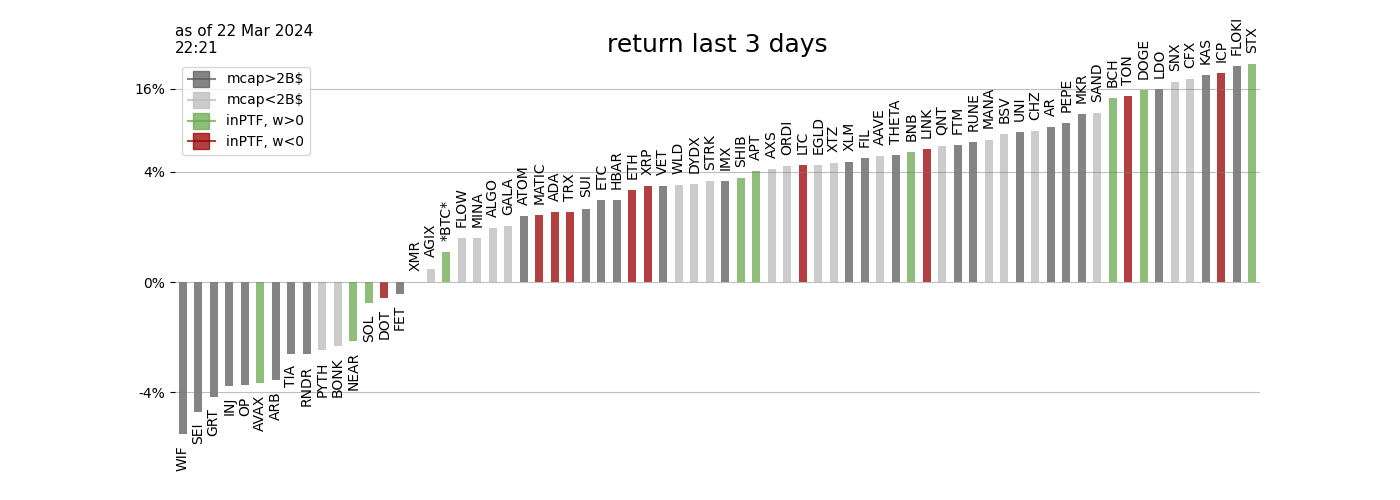 as of 22 Mar 2024
22:21
return last 3 days
mcap>2B$
mcap<2B$
inPTF, w>0
inPTF, w<0
16%
4%
0%
-4%
WIF
SEI
GRT
INJ
OP
AVAX
ARB
TIA
RNDR
PYTH
BONK
NEAR
SOL
DOT
FET
XMR
AGIX
*BTC*
FLOW
MINA
ALGO
GALA
ATOM
MATIC
ADA
TRX
SUI
ETC
HBAR
ETH
XRP
VET
WLD
DYDX
STRK
IMX
SHIB
APT
AXS
ORDI
LTC
EGLD
XTZ
XLM
FIL
AAVE
THETA
BNB
LINK
QNT
FTM
RUNE
MANA
BSV
UNI
CHZ
AR
PEPE
MKR
SAND
BCH
TON
DOGE
LDO
SNX
CFX
KAS
ICP
FLOKI
STX